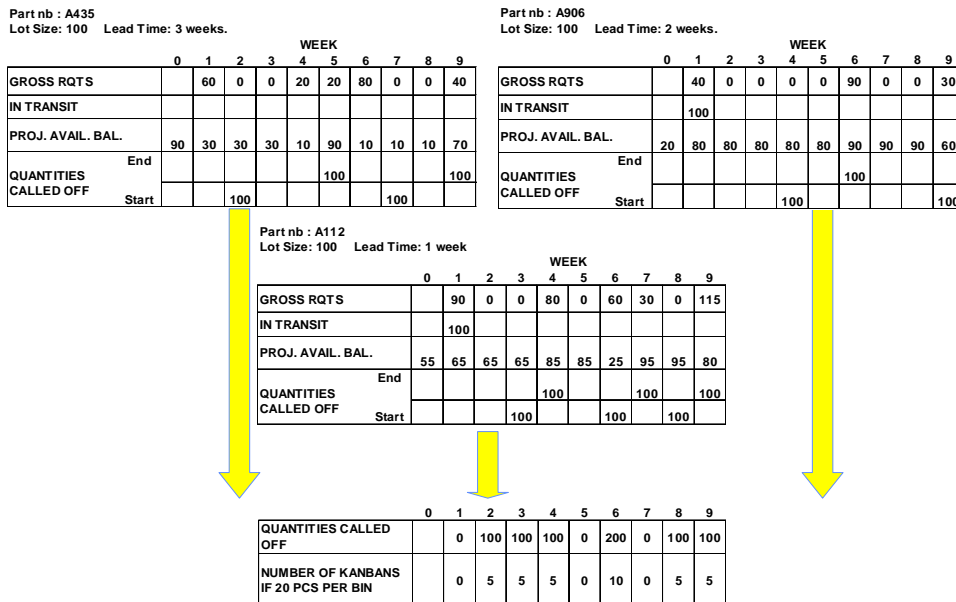 Part nb : A435
Lot Size: 100 Lead Time: 3 weeks.
WEEK
0 1 2 3 4 5 6 7 8 9
GROSS RQTS 60 0 0 20 20 80 0 0 40
IN TRANSIT
PROJ. AVAIL. BAL. 90 30 30 30 10 90 10 10 10 70
End
QUANTITIES 100 100
CALLED OFF
Start 100 100
Part nb : A906
Lot Size: 100 Lead Time: 2 weeks.
WEEK
0 1 2 3 4 5 6 7 8 9
GROSS RQTS 40 0 0 0 0 90 0 0 30
IN TRANSIT
100
PROJ. AVAIL. BAL. 20 80 80 80 80 80 90 90 90 60
End
QUANTITIES 100
CALLED OFF
Start 100 100
Part nb : A112
Lot Size: 100 Lead Time: 1 week
WEEK
0 1 2 3 4 5 6 7 8 9
GROSS RQTS 90 0 0 80 0 60 30 0 115
IN TRANSIT
100
PROJ. AVAIL. BAL. 55 65 65 65 85 85 25 95 95 80
End
QUANTITIES 100 100 100
CALLED OFF
Start 100 100 100
0 1 2 3 4 5 6 7 8 9
QUANTITIES CALLED
OFF 0 100 100 100 0 200 0 100 100
NUMBER OF KANBANS
IF 20 PCS PER BIN 0 5 5 5 0 10 0 5 5